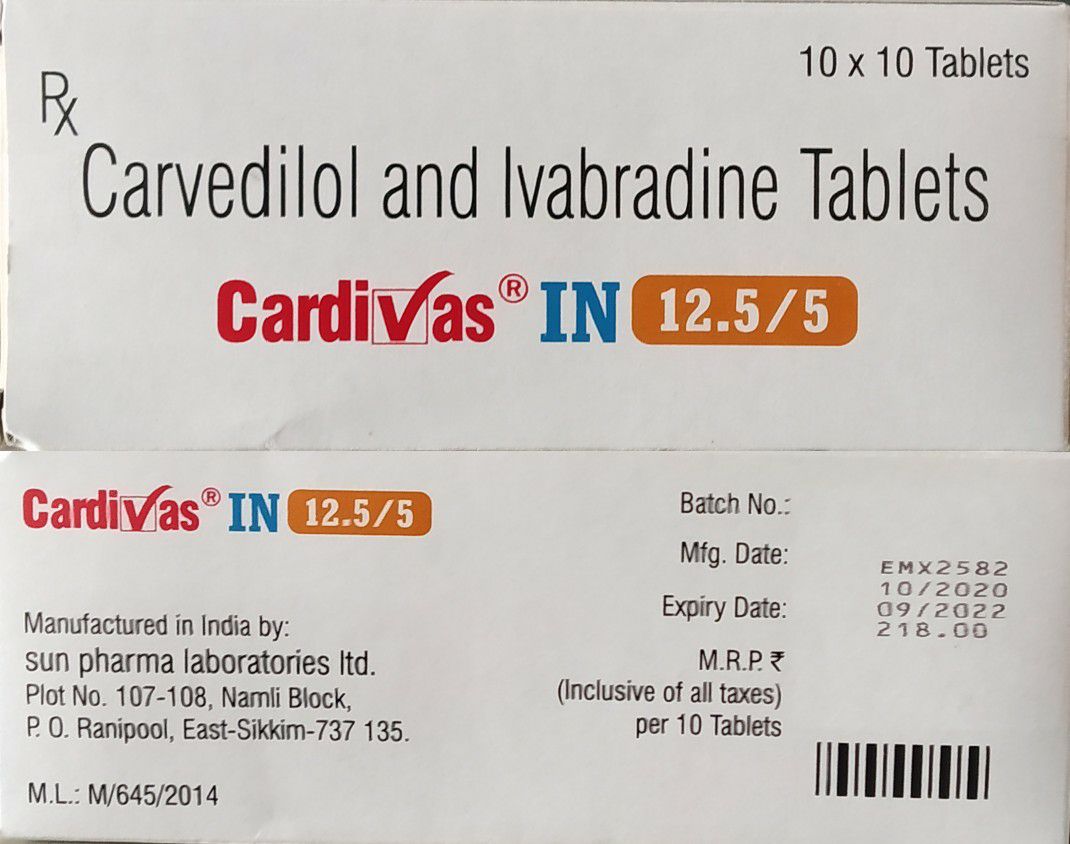 10 x 10 Tablets
Rx
Carvedilol and Ivabradine Tablets
Cardivas® IN 12.5/5
Cardivas® IN 12.5/5
Manufactured in India by:
sun pharma laboratories ltd.
Plot No. 107-108, Namli Block,
P. O. Ranipool, East-Sikkim-737 135.
M.L.: M/645/2014
Batch No.:
Mfg. Date:
Expiry Date:
M.R.P. ₹
(Inclusive of all taxes)
per 10 Tablets
EMX2582
10/2020
09/2022
218.00